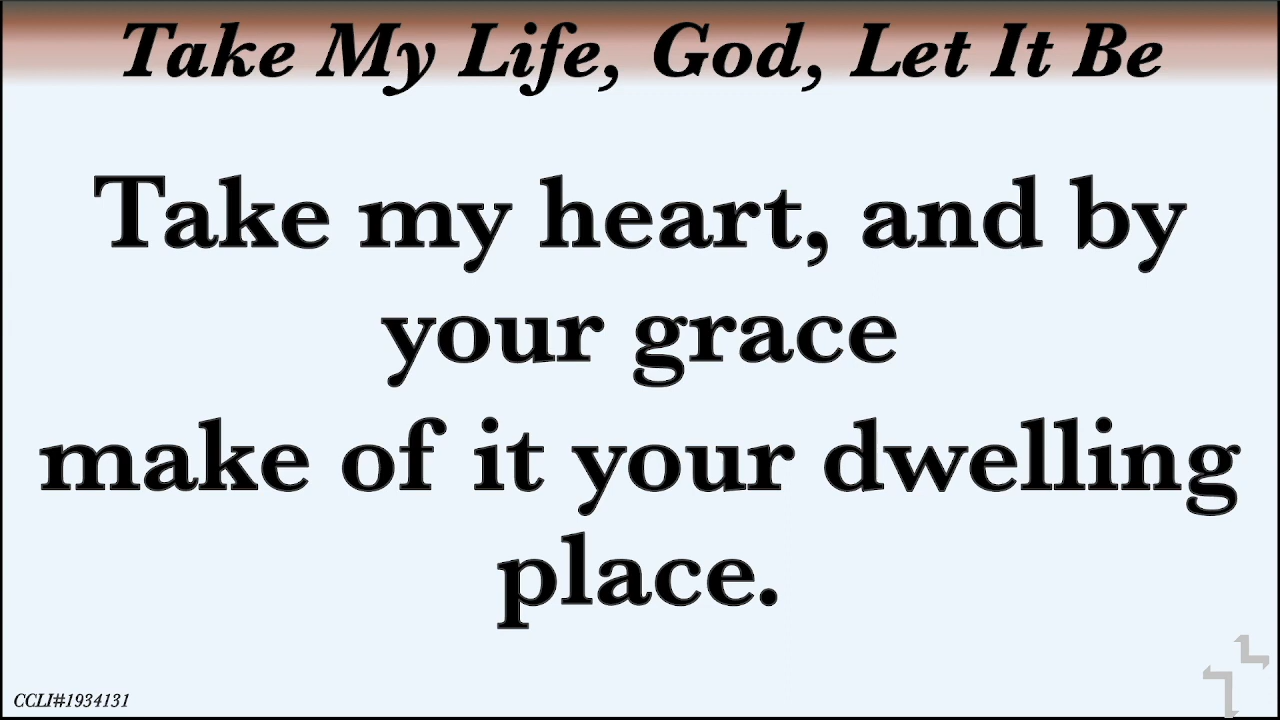 Take My Life, God, Let It Be
Take my heart, and by
your grace
make of it your dwelling
place.
CCLI#1934131